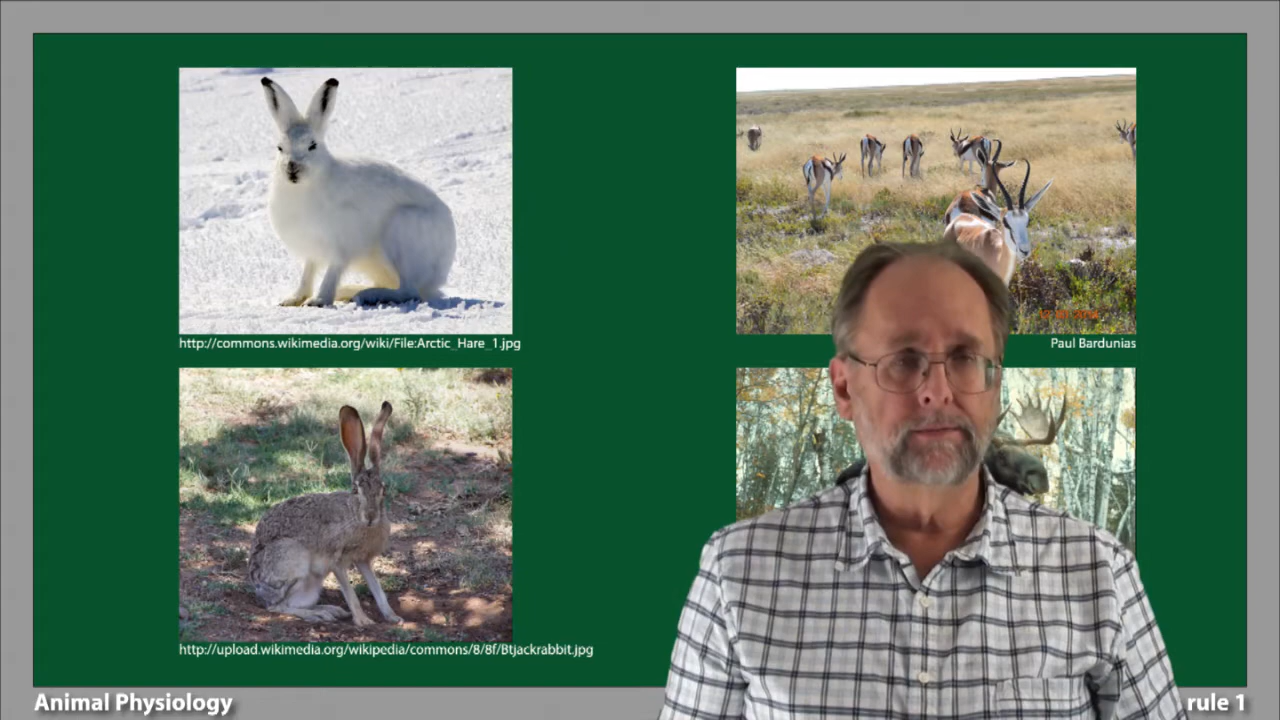 http://commons.wikimedia.org/wiki/File:Arctic_Hare_1.jpg
Paul Bardunias
http://upload.wikimedia.org/wikipedia/commons/8/8f/Btjackrabbit.jpg
Animal Physiology
rule 1